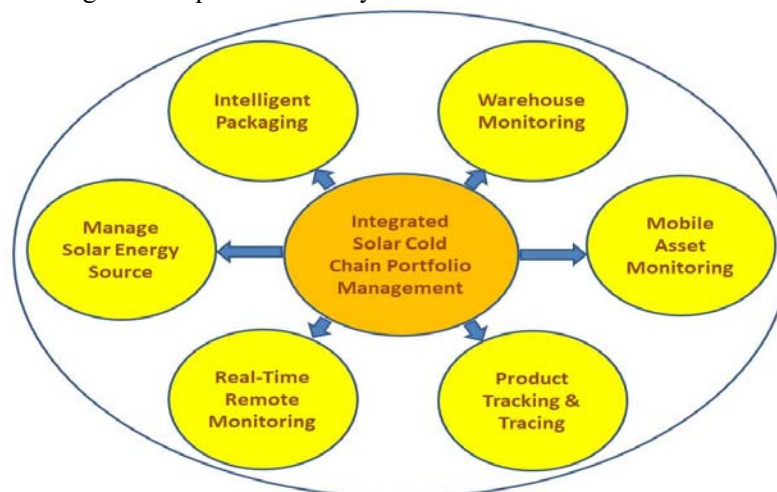 Intelligent
Packaging
Warehouse
Monitoring
Manage
Solar Energy
Source
Integrated
Solar Cold
Chain Portfolio
Management
Mobile
Asset
Monitoring
Real-Time
Remote
Monitoring
Product
Tracking &
Tracing